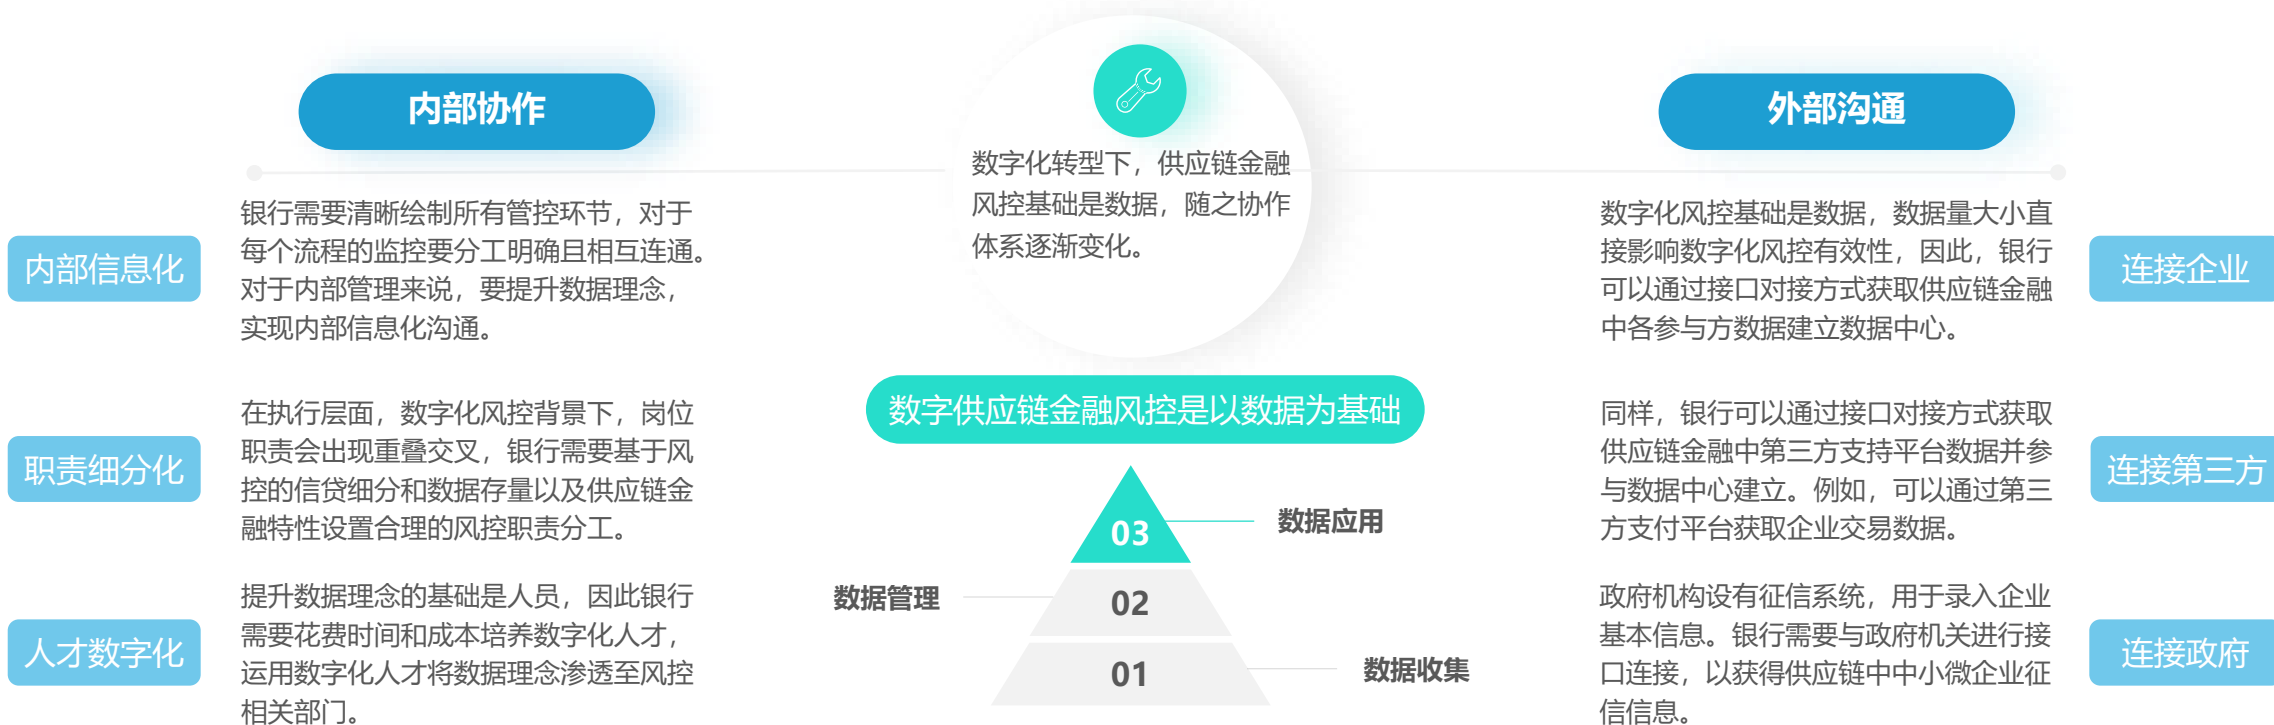 内部协作
内部信息化
银行需要清晰绘制所有管控环节，对于
每个流程的监控要分工明确且相互连通。
对于内部管理来说，要提升数据理念，
实现内部信息化沟通。
职责细分化
在执行层面，数字化风控背景下，岗位
职责会出现重叠交叉，银行需要基于风
控的信贷细分和数据存量以及供应链金
融特性设置合理的风控职责分工。
人才数字化
提升数据理念的基础是人员，因此银行
需要花费时间和成本培养数字化人才，
运用数字化人才将数据理念渗透至风控
相关部门。
数字化转型下，供应链金融
风控基础是数据，随之协作
体系逐渐变化。
数字供应链金融风控是以数据为基础
03
数据应用
数据管理
02
01
数据收集
外部沟通
数字化风控基础是数据，数据量大小直
接影响数字化风控有效性，因此，银行
可以通过接口对接方式获取供应链金融
中各参与方数据建立数据中心。
连接企业
同样，银行可以通过接口对接方式获取
供应链金融中第三方支持平台数据并参
与数据中心建立。例如，可以通过第三
方支付平台获取企业交易数据。
连接第三方
政府机构设有征信系统，用于录入企业
基本信息。银行需要与政府机关进行接
口连接，以获得供应链中中小微企业征
信信息。
连接政府